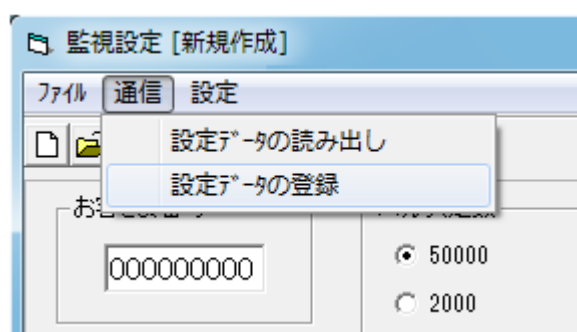 監視設定 [新規作成]
ﾌｧｲﾙ 通信 設定
設定ﾃﾞｰﾀの読み出し
設定ﾃﾞｰﾀの登録
000000000
50000
2000